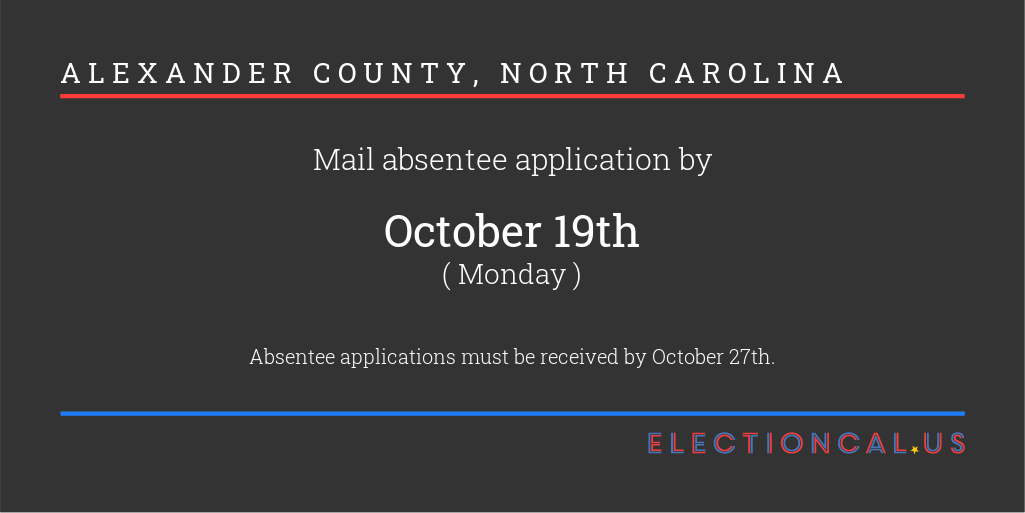 ALEXANDER COUNTY, NORTH CAROLINA
Mail absentee application by
October 19th
( Monday )
Absentee applications must be received by October 27th.
ELECTIONCAL.US